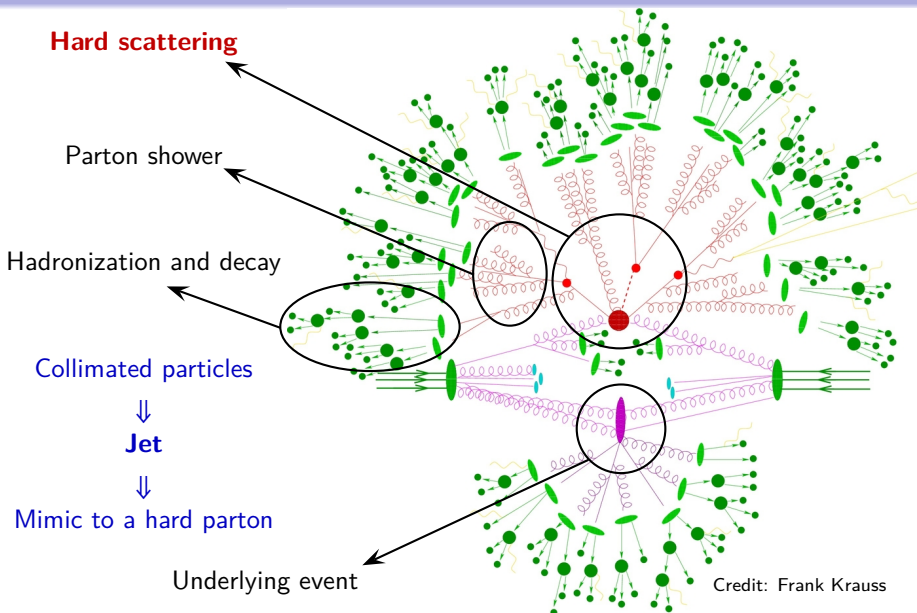 Hard scattering
Parton shower
Hadronization and decay
Collimated particles
⇓
Jet
⇓
Mimic to a hard parton
Underlying event
Credit: Frank Krauss